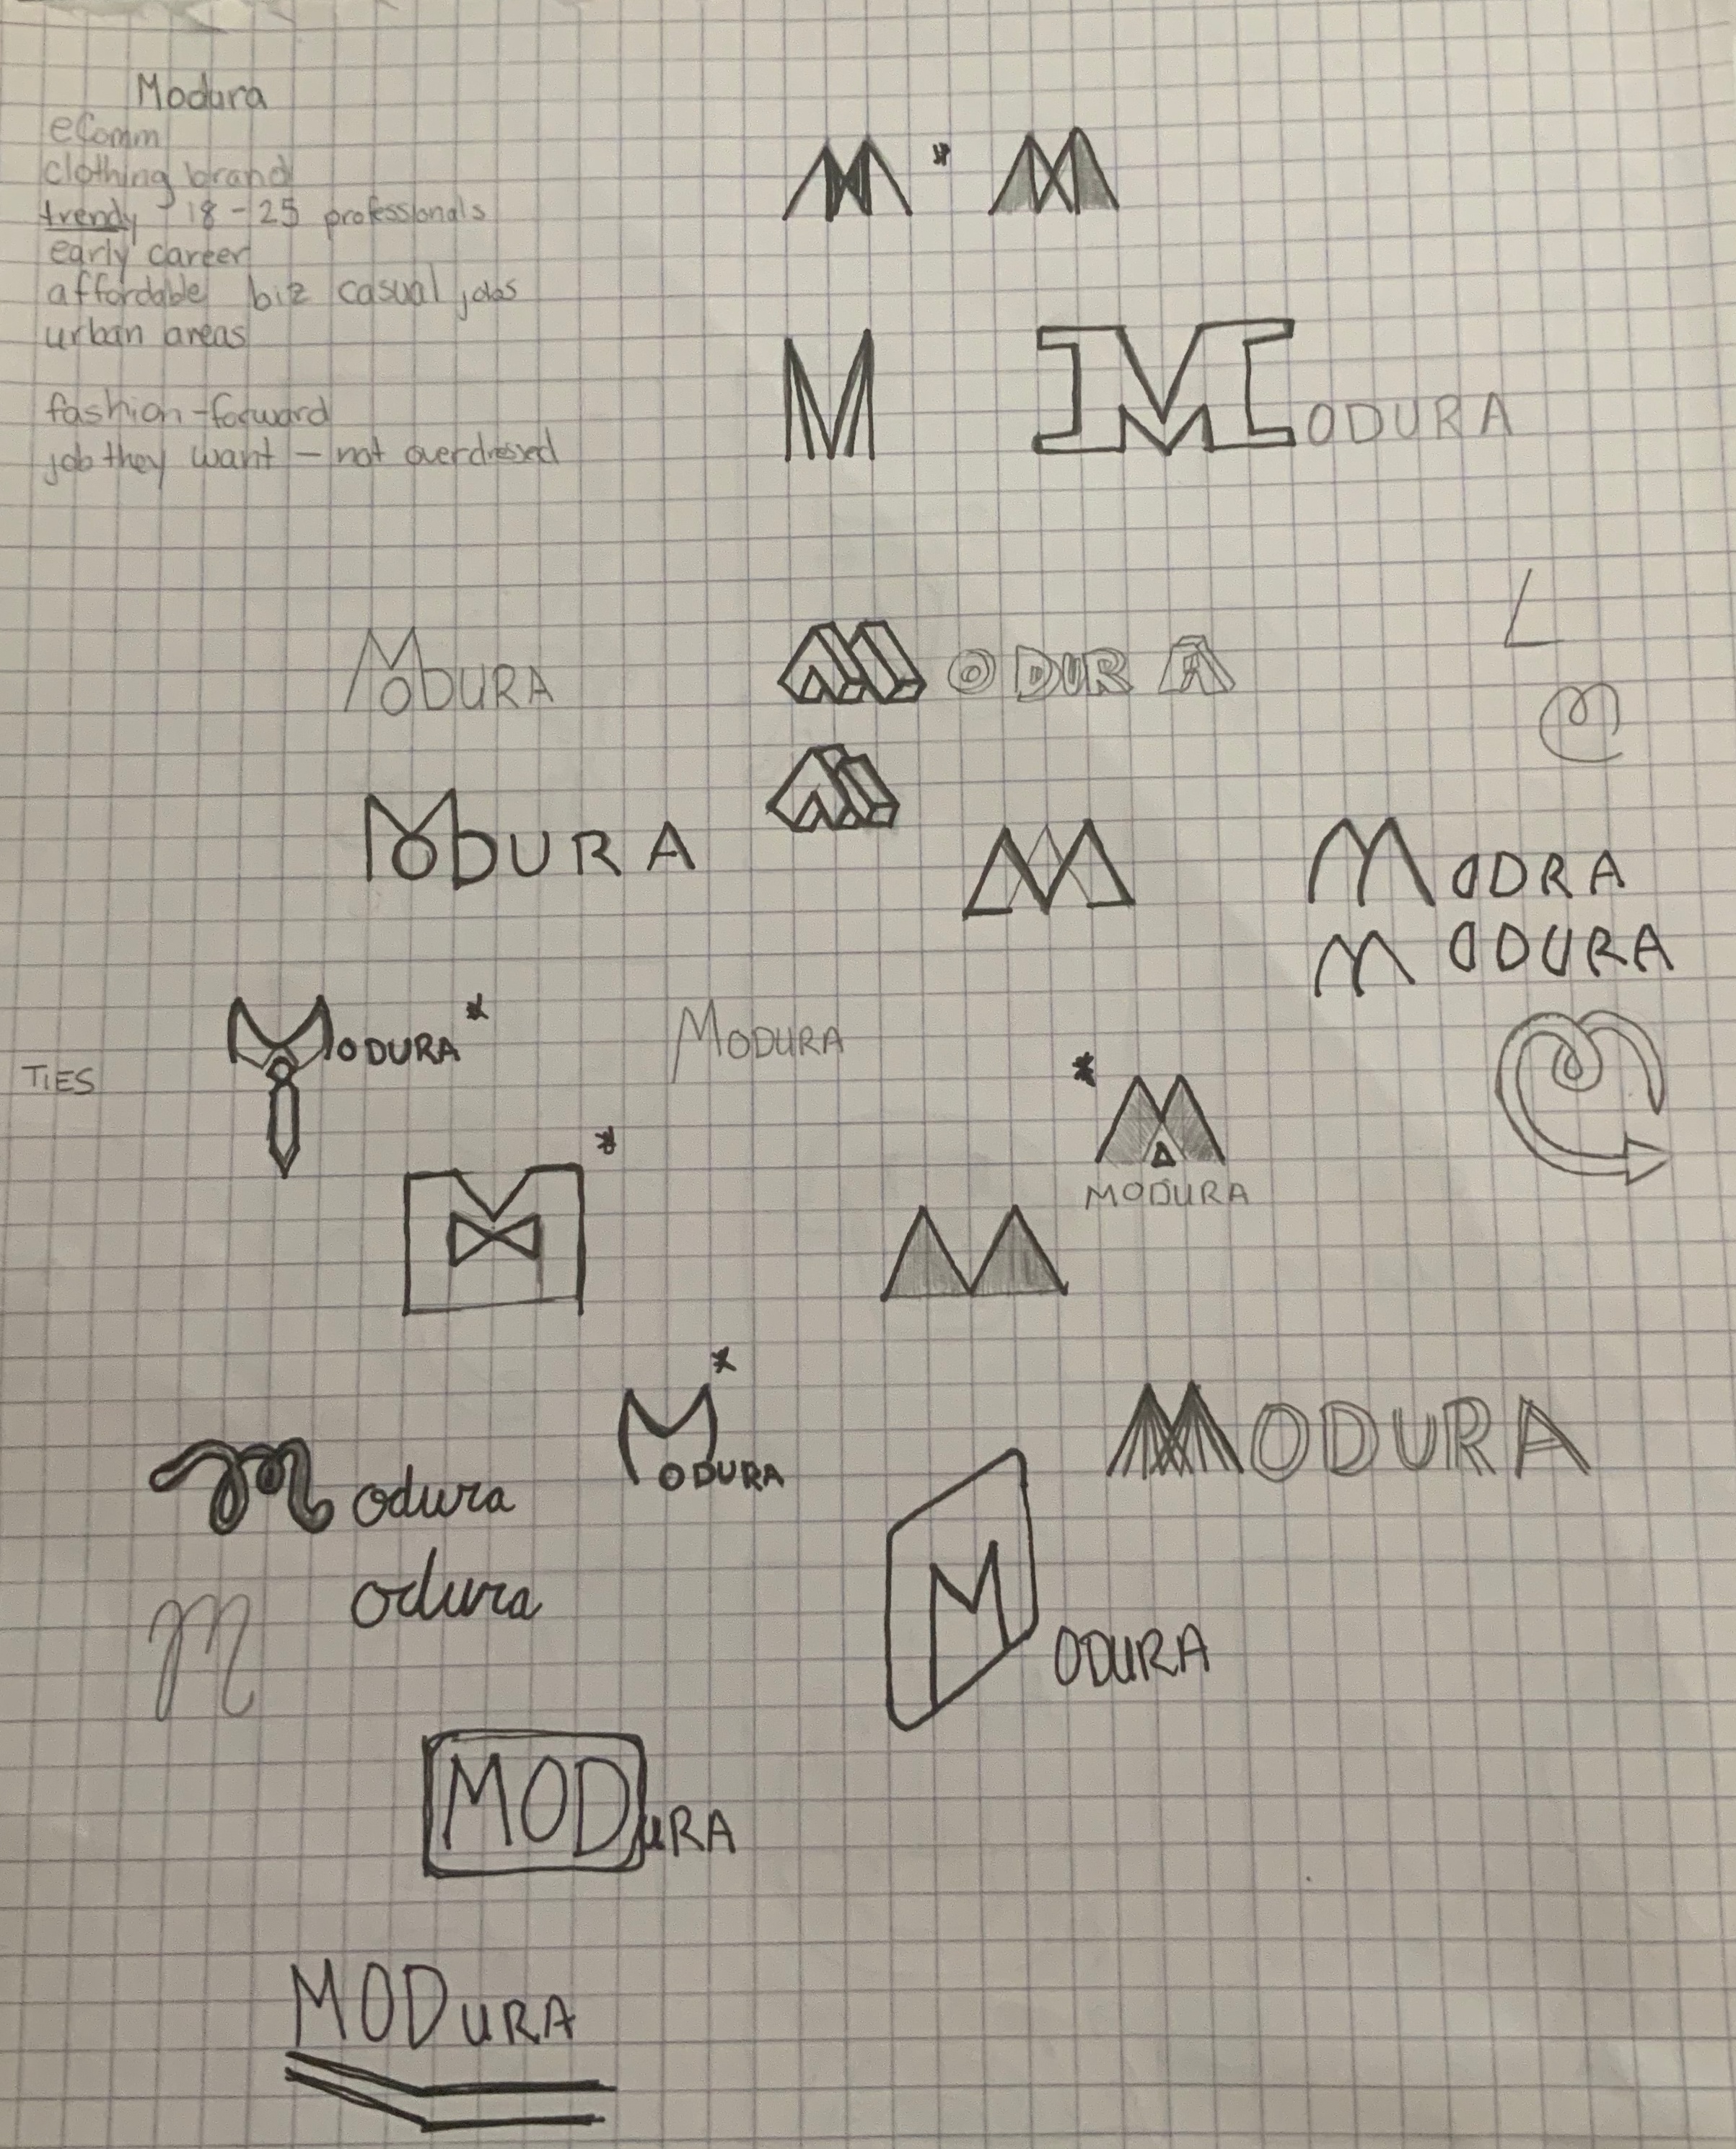 Modura
eComm
clothing brand
trendy - 18 - 25 professionals
early career
affordable biz casual jobs
urban areas
fashion-forward
job they want - not overdressed
M
M
M
MODURA
MODURA
MODURA
L
M
MODURA
M
MODRA
MODURA
MODURA *
TIES
MODURA
*
M
MODURA
M
*
M
*
MODURA
MODURA
Modura
M
odura
MODURA
MODURA
MODURA